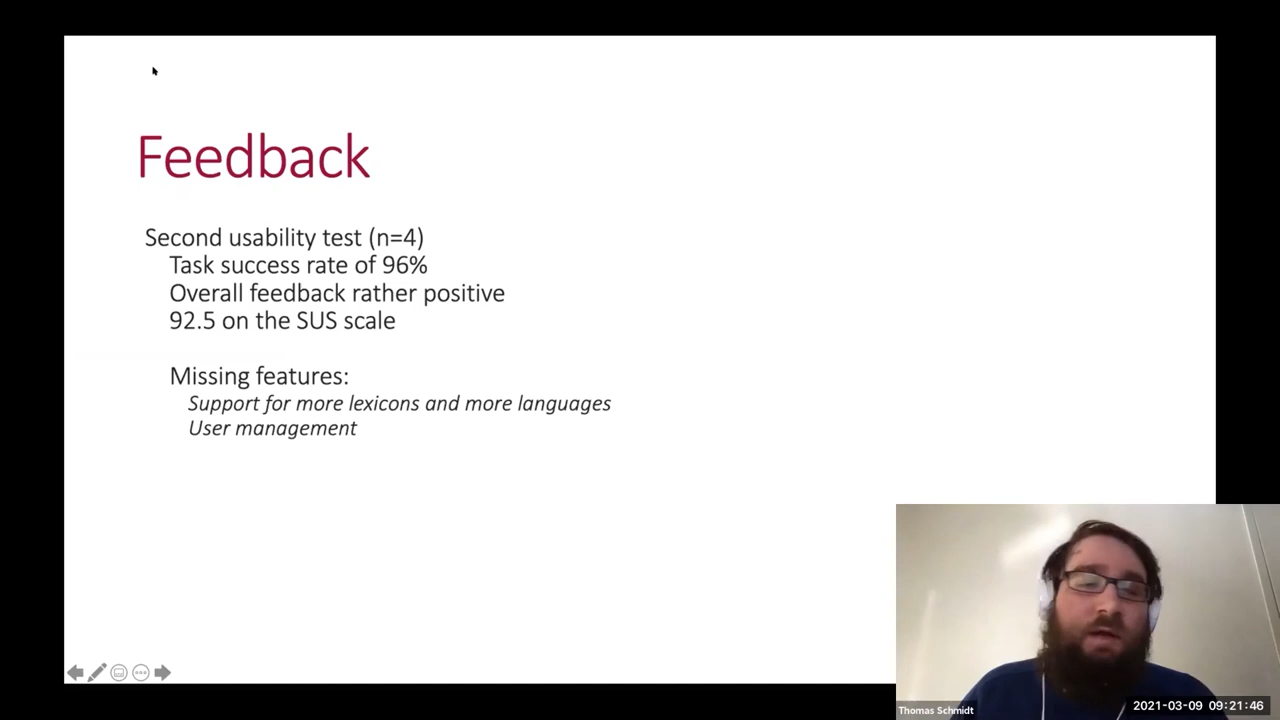 Feedback
Second usability test (n=4)
Task success rate of 96%
Overall feedback rather positive
92.5 on the SUS scale
Missing features:
Support for more lexicons and more languages
User management
Thomas Schmidt
2021-03-09 09:21:46